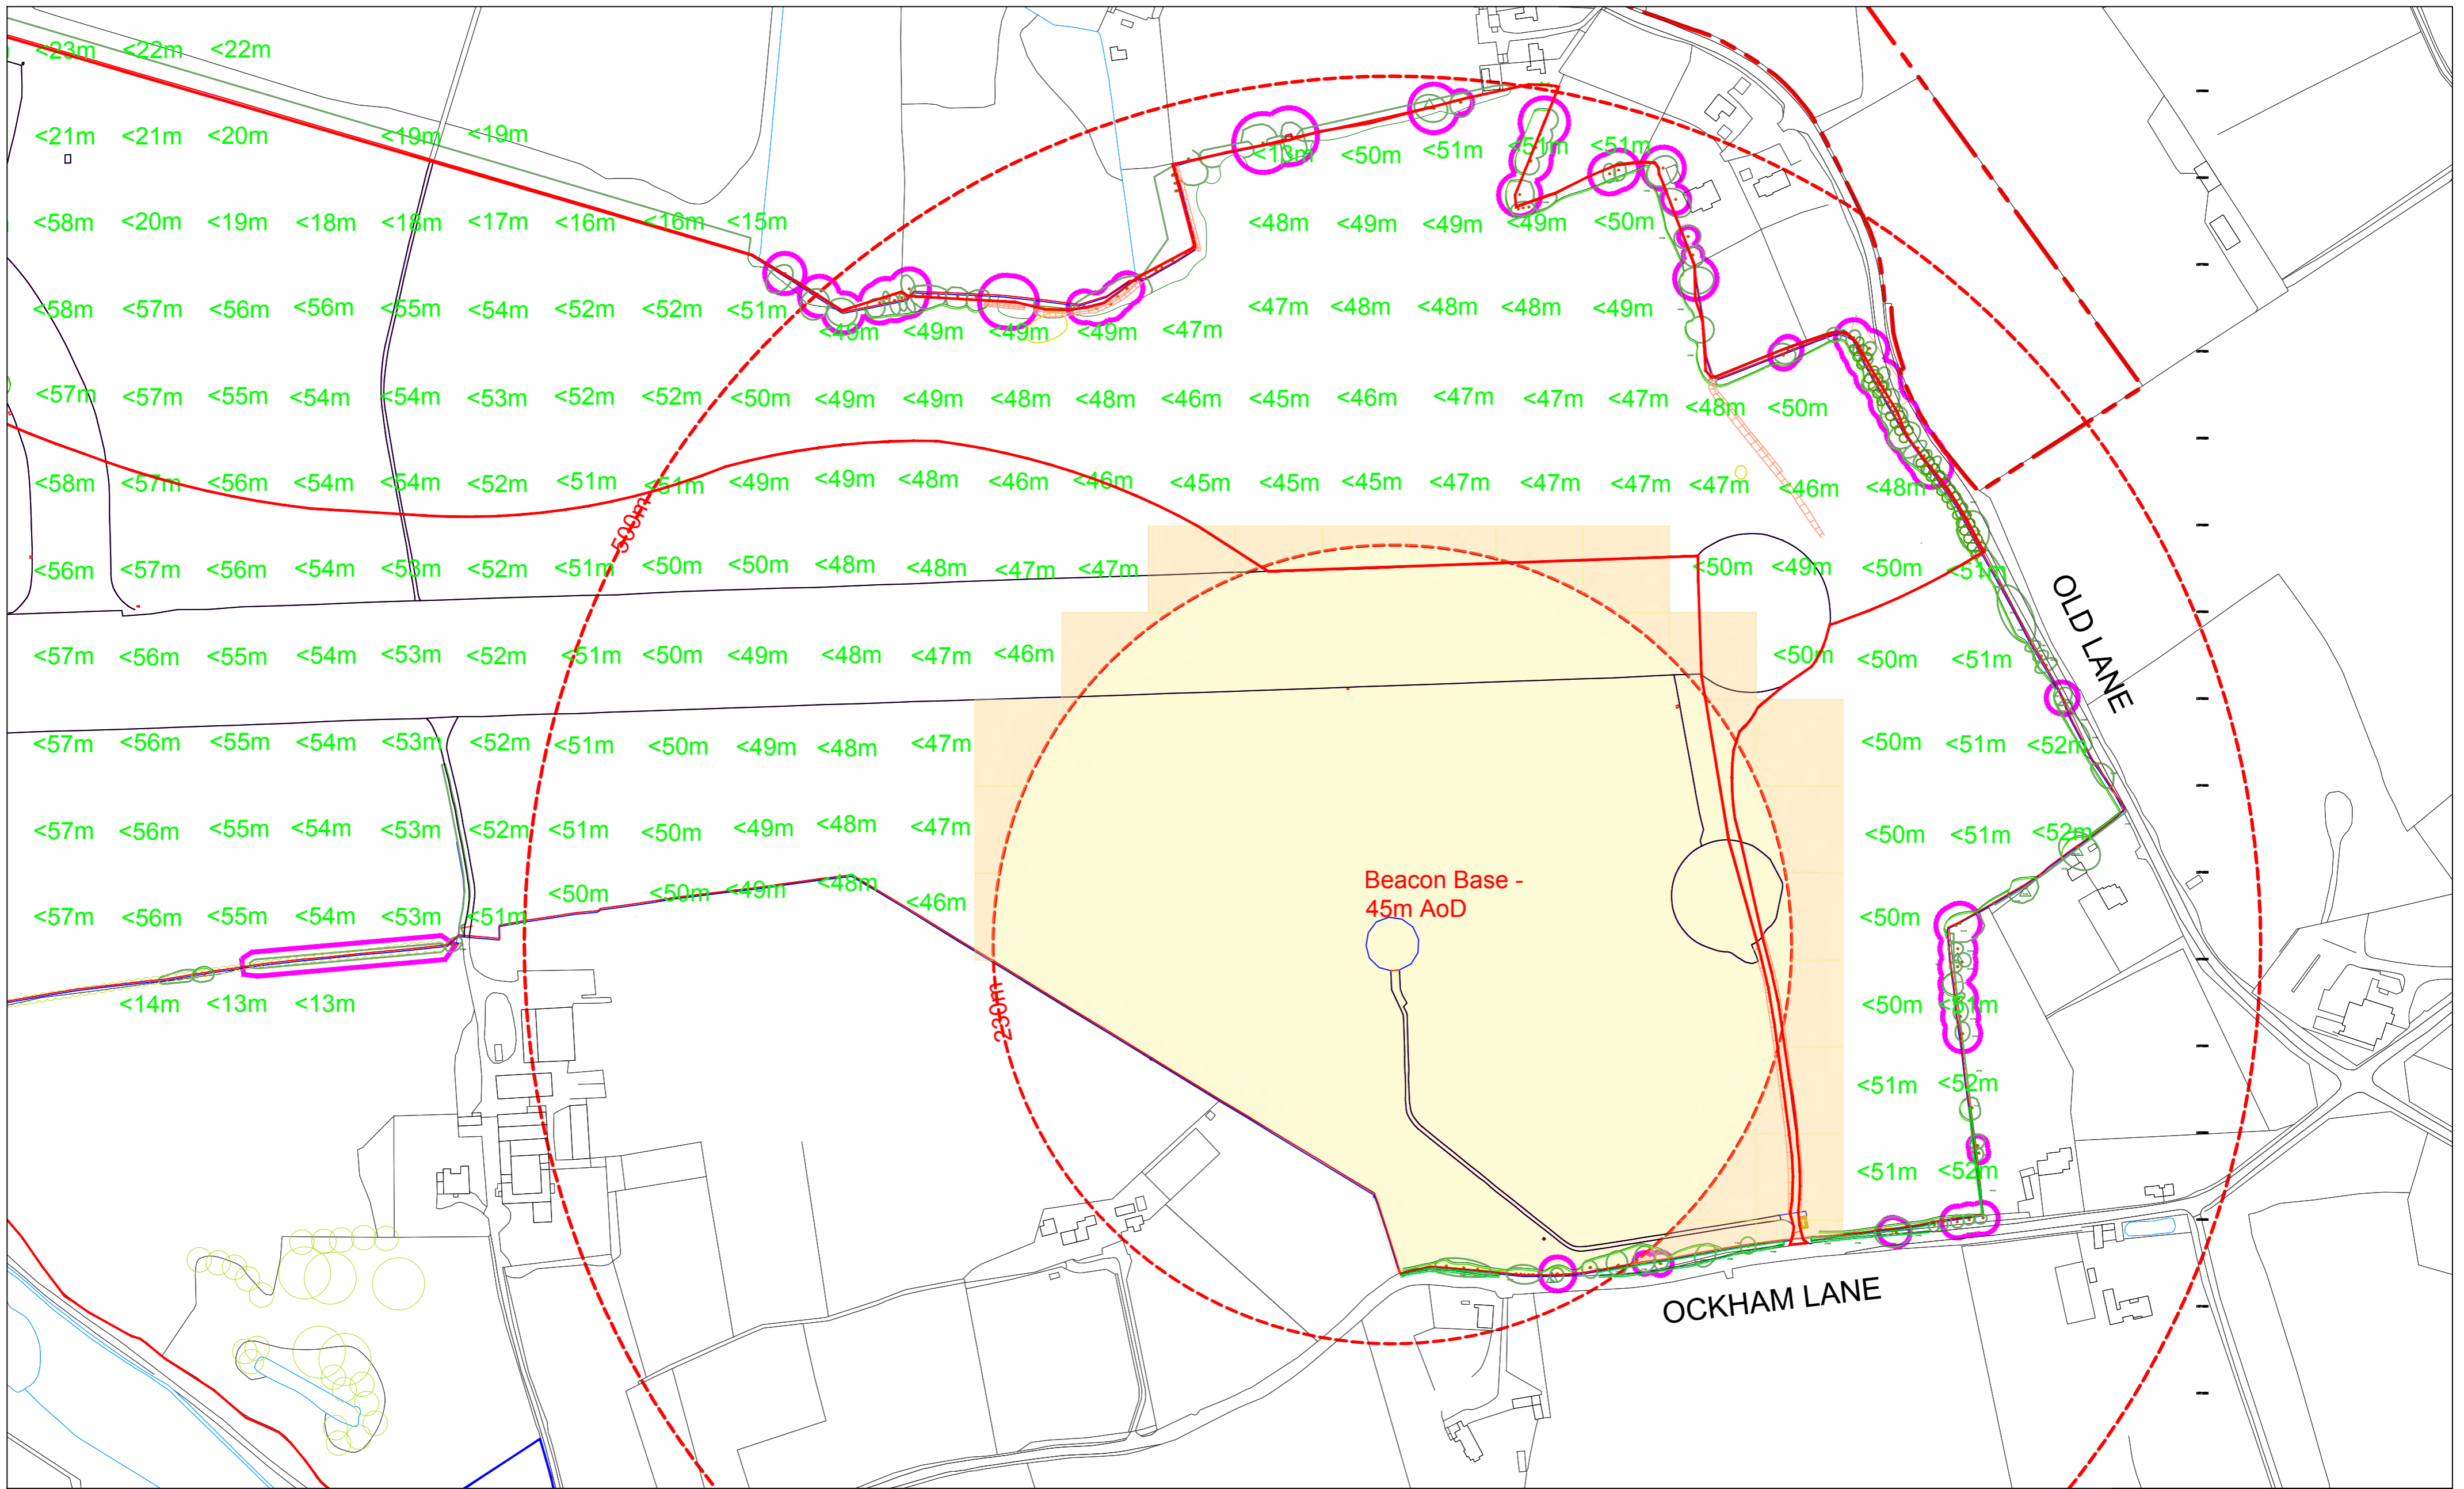 <23m <22m <22m
<21m <21m <20m <19m <19m
<13m <50m <51m <51m <51m
<58m <20m <19m <18m <18m <17m <16m <16m <15m <48m <49m <49m <49m <50m
<58m <57m <56m <56m <55m <54m <52m <52m <51m <47m <48m <48m <48m <49m
<49m <49m <49m <49m <47m
<57m <57m <55m <54m <54m <53m <52m <52m <50m <49m <49m <48m <48m <46m <45m <46m <47m <47m <47m <48m <50m
<58m <57m <56m <54m <54m <52m <51m <51m <49m <49m <48m <46m <46m <45m <45m <45m <47m <47m <47m <47m <46m <48m
500m
<56m <57m <56m <54m <53m <52m <51m <50m <50m <48m <48m <47m <47m <50m <49m <50m <51m
OLD LANE
<57m <56m <55m <54m <53m <52m <51m <50m <49m <48m <47m <46m <50m <50m <51m
<57m <56m <55m <54m <53m <52m <51m <50m <49m <48m <47m <50m <51m <52m
<57m <56m <55m <54m <53m <52m <51m <50m <49m <48m <47m <50m <51m <52m
<50m <50m <49m <48m <46m
Beacon Base -
45m AoD
<57m <56m <55m <54m <53m <51m <50m
<14m <13m <13m <50m <51m
230m
<51m <52m
<51m <52m
OCKHAM LANE